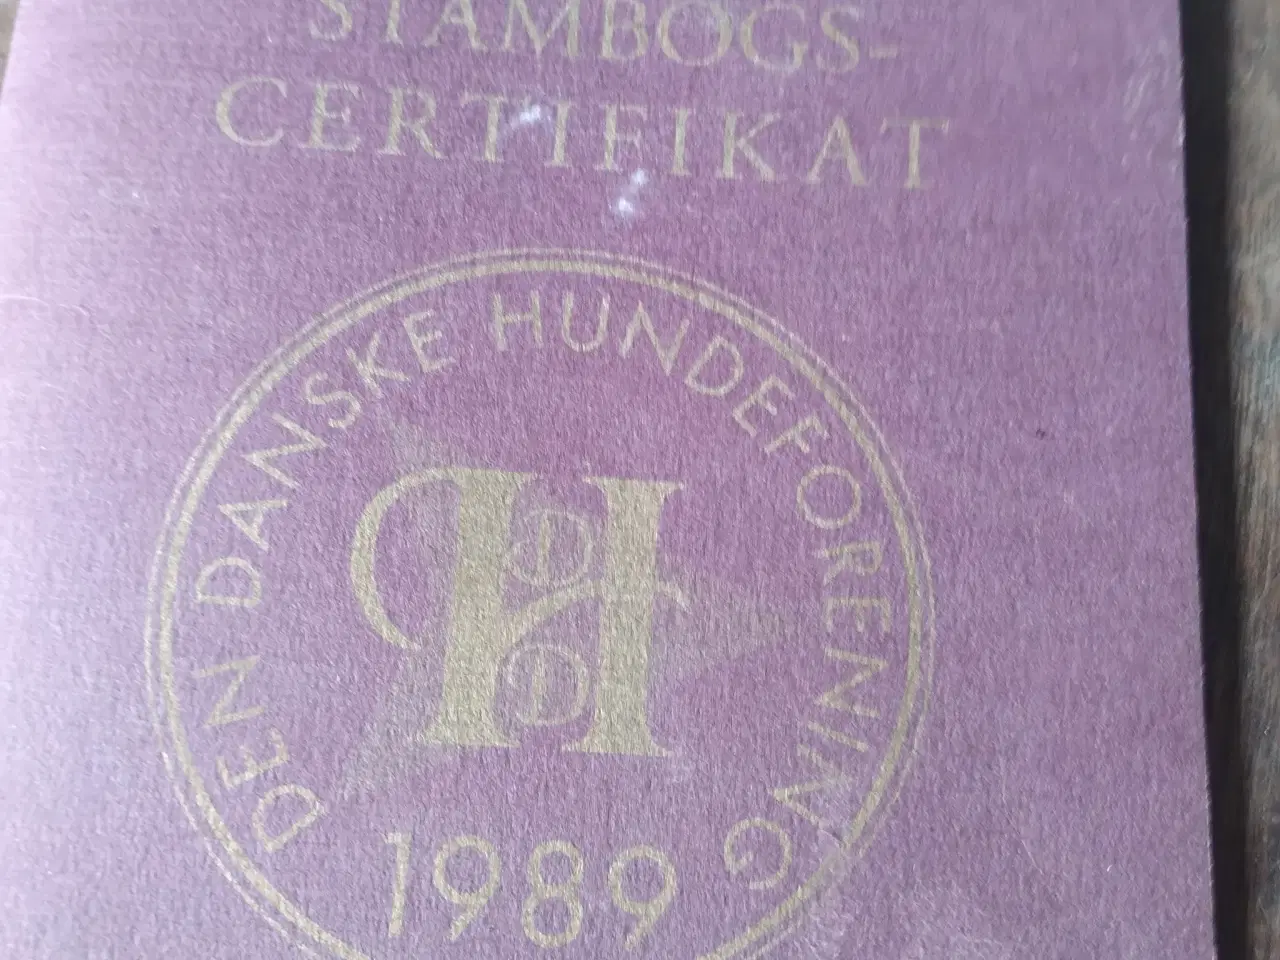 STAMBOGS-
CERTIFIKAT
DEN DANSKE HUNDEFORENING
H
D
D
1989